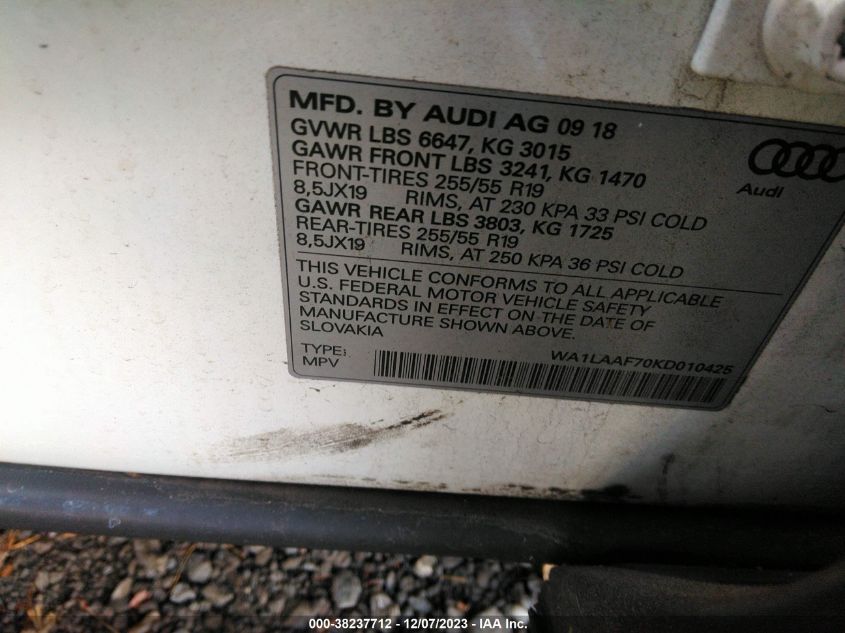 MFD. BY AUDI AG 09 18
GVWR LBS 6647, KG 3015
GAWR FRONT LBS 3241, KG 1470
FRONT-TIRES 255/55 R19
8,5JX19 RIMS, AT 230 KPA 33 PSI COLD
GAWR REAR LBS 3803, KG 1725
REAR-TIRES 255/55 R19
8,5JX19 RIMS, AT 250 KPA 36 PSI COLD
Audi
THIS VEHICLE CONFORMS TO ALL APPLICABLE
U.S. FEDERAL MOTOR VEHICLE SAFETY
STANDARDS IN EFFECT ON THE DATE OF
MANUFACTURE SHOWN ABOVE.
SLOVAKIA
TYPE:
MPV
WA1LAAF70KD010425
000-38237712 - 12/07/2023 - IAA Inc.